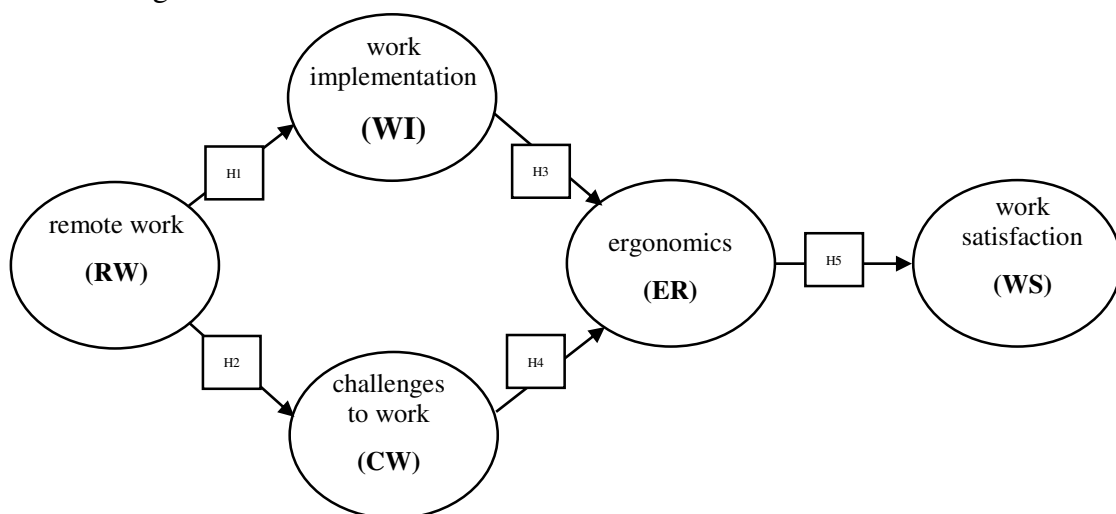 work
implementation
(WI)
H1
H3
remote work
(RW)
ergonomics
(ER)
H5
work
satisfaction
(WS)
H2
H4
challenges
to work
(CW)